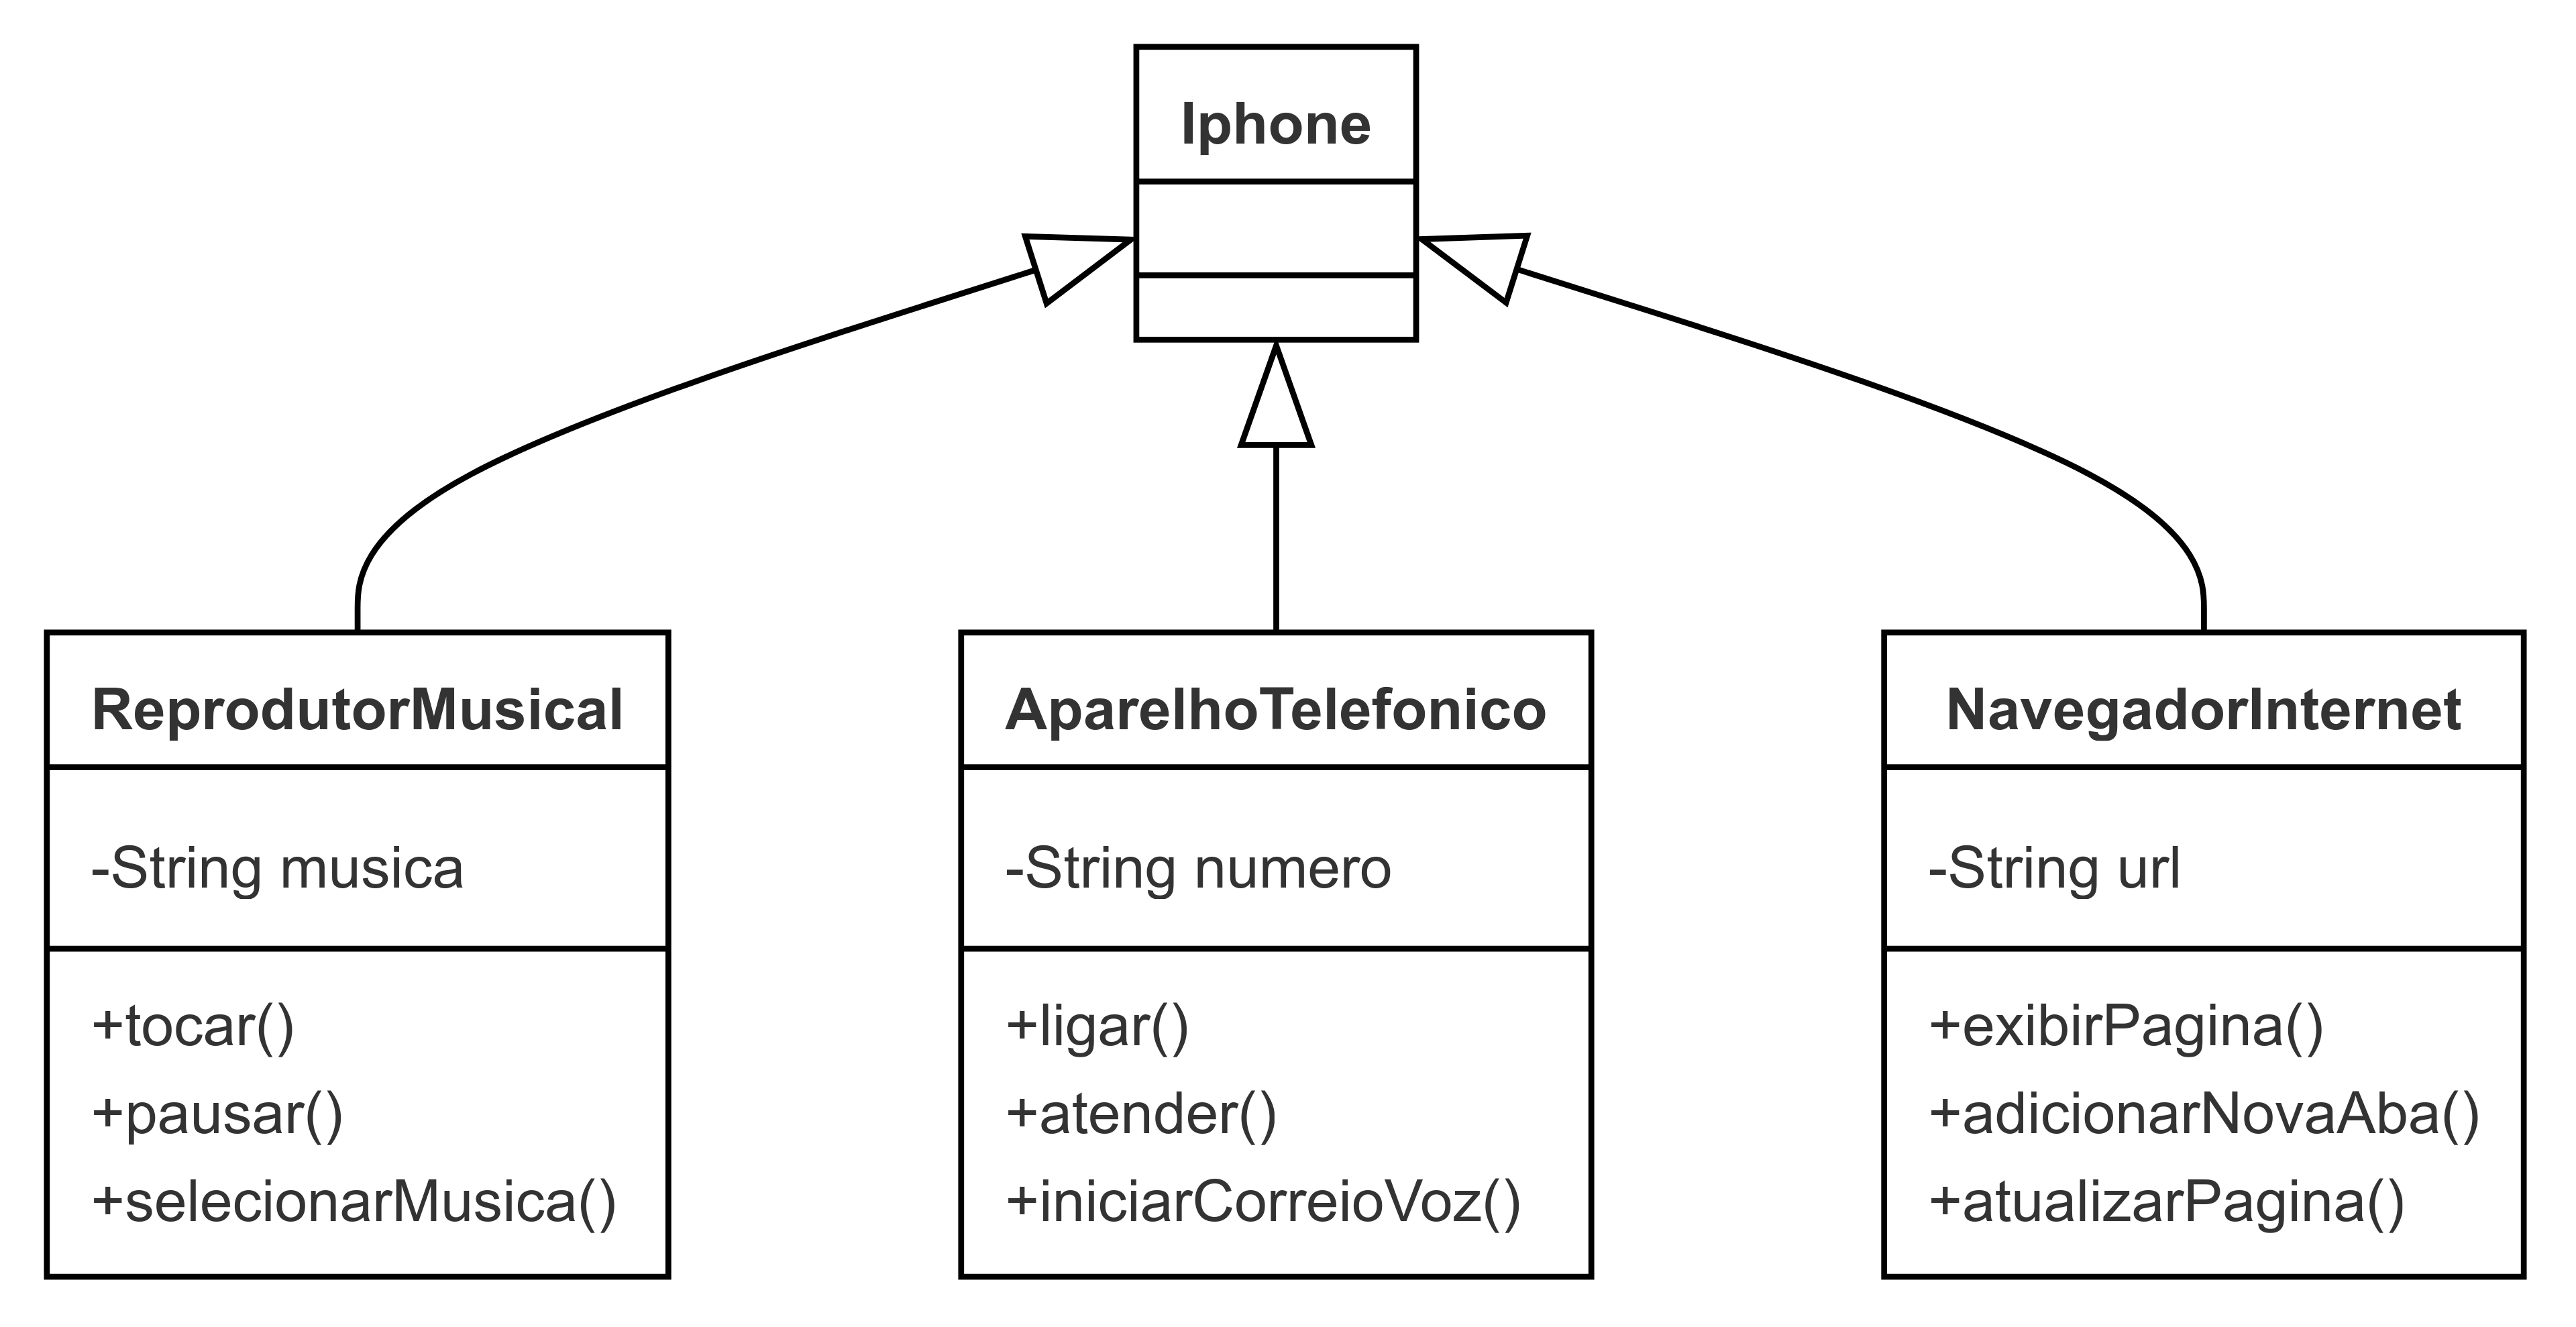 Iphone
ReprodutorMusical
-String musica
+tocar()
+pausar()
+selecionarMusica()
AparelhoTelefonico
-String numero
+ligar()
+atender()
+iniciarCorreioVoz()
NavegadorInternet
-String url
+exibirPagina()
+adicionarNovaAba()
+atualizarPagina()